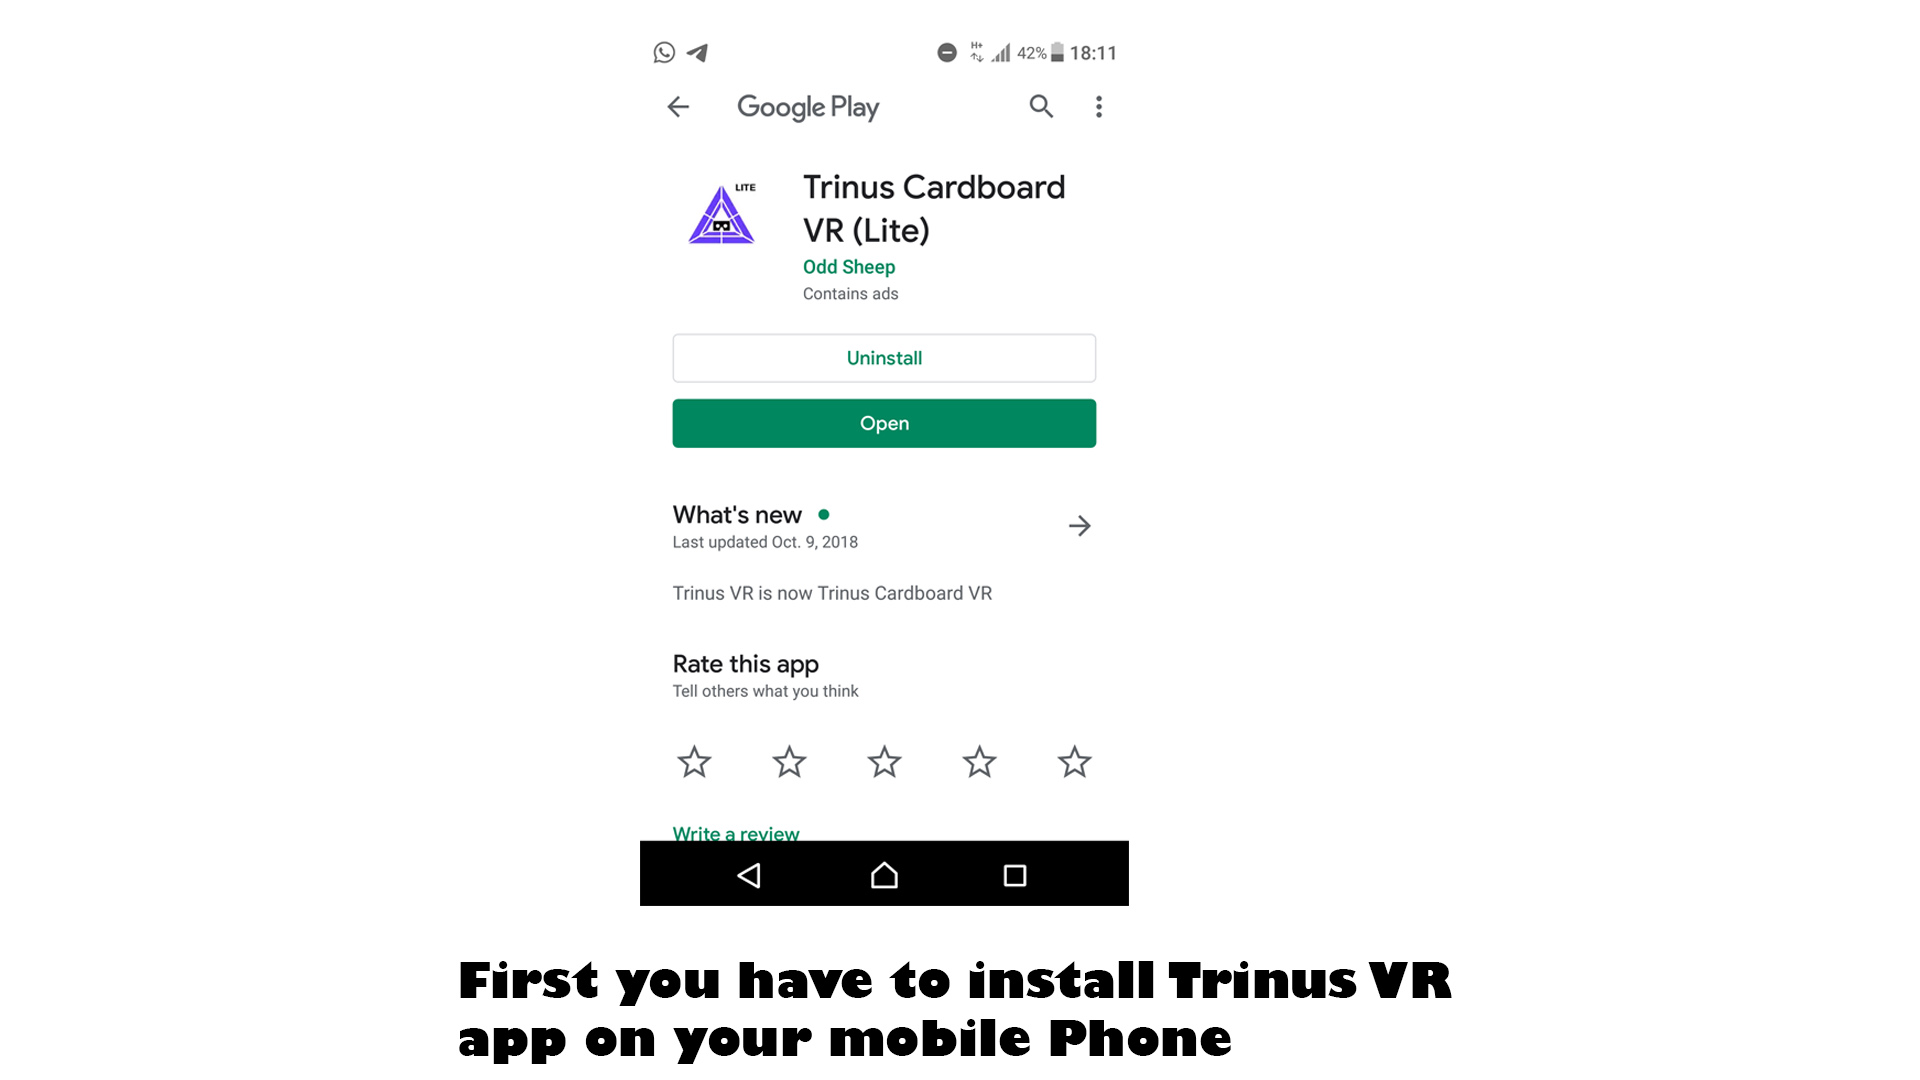 H+ 42% 18:11
Google Play
LITE
Trinus Cardboard
VR (Lite)
Odd Sheep
Contains ads
Uninstall
Open
What's new
Last updated Oct. 9, 2018
Trinus VR is now Trinus Cardboard VR
Rate this app
Tell others what you think
Write a review
First you have to install Trinus VR
app on your mobile Phone